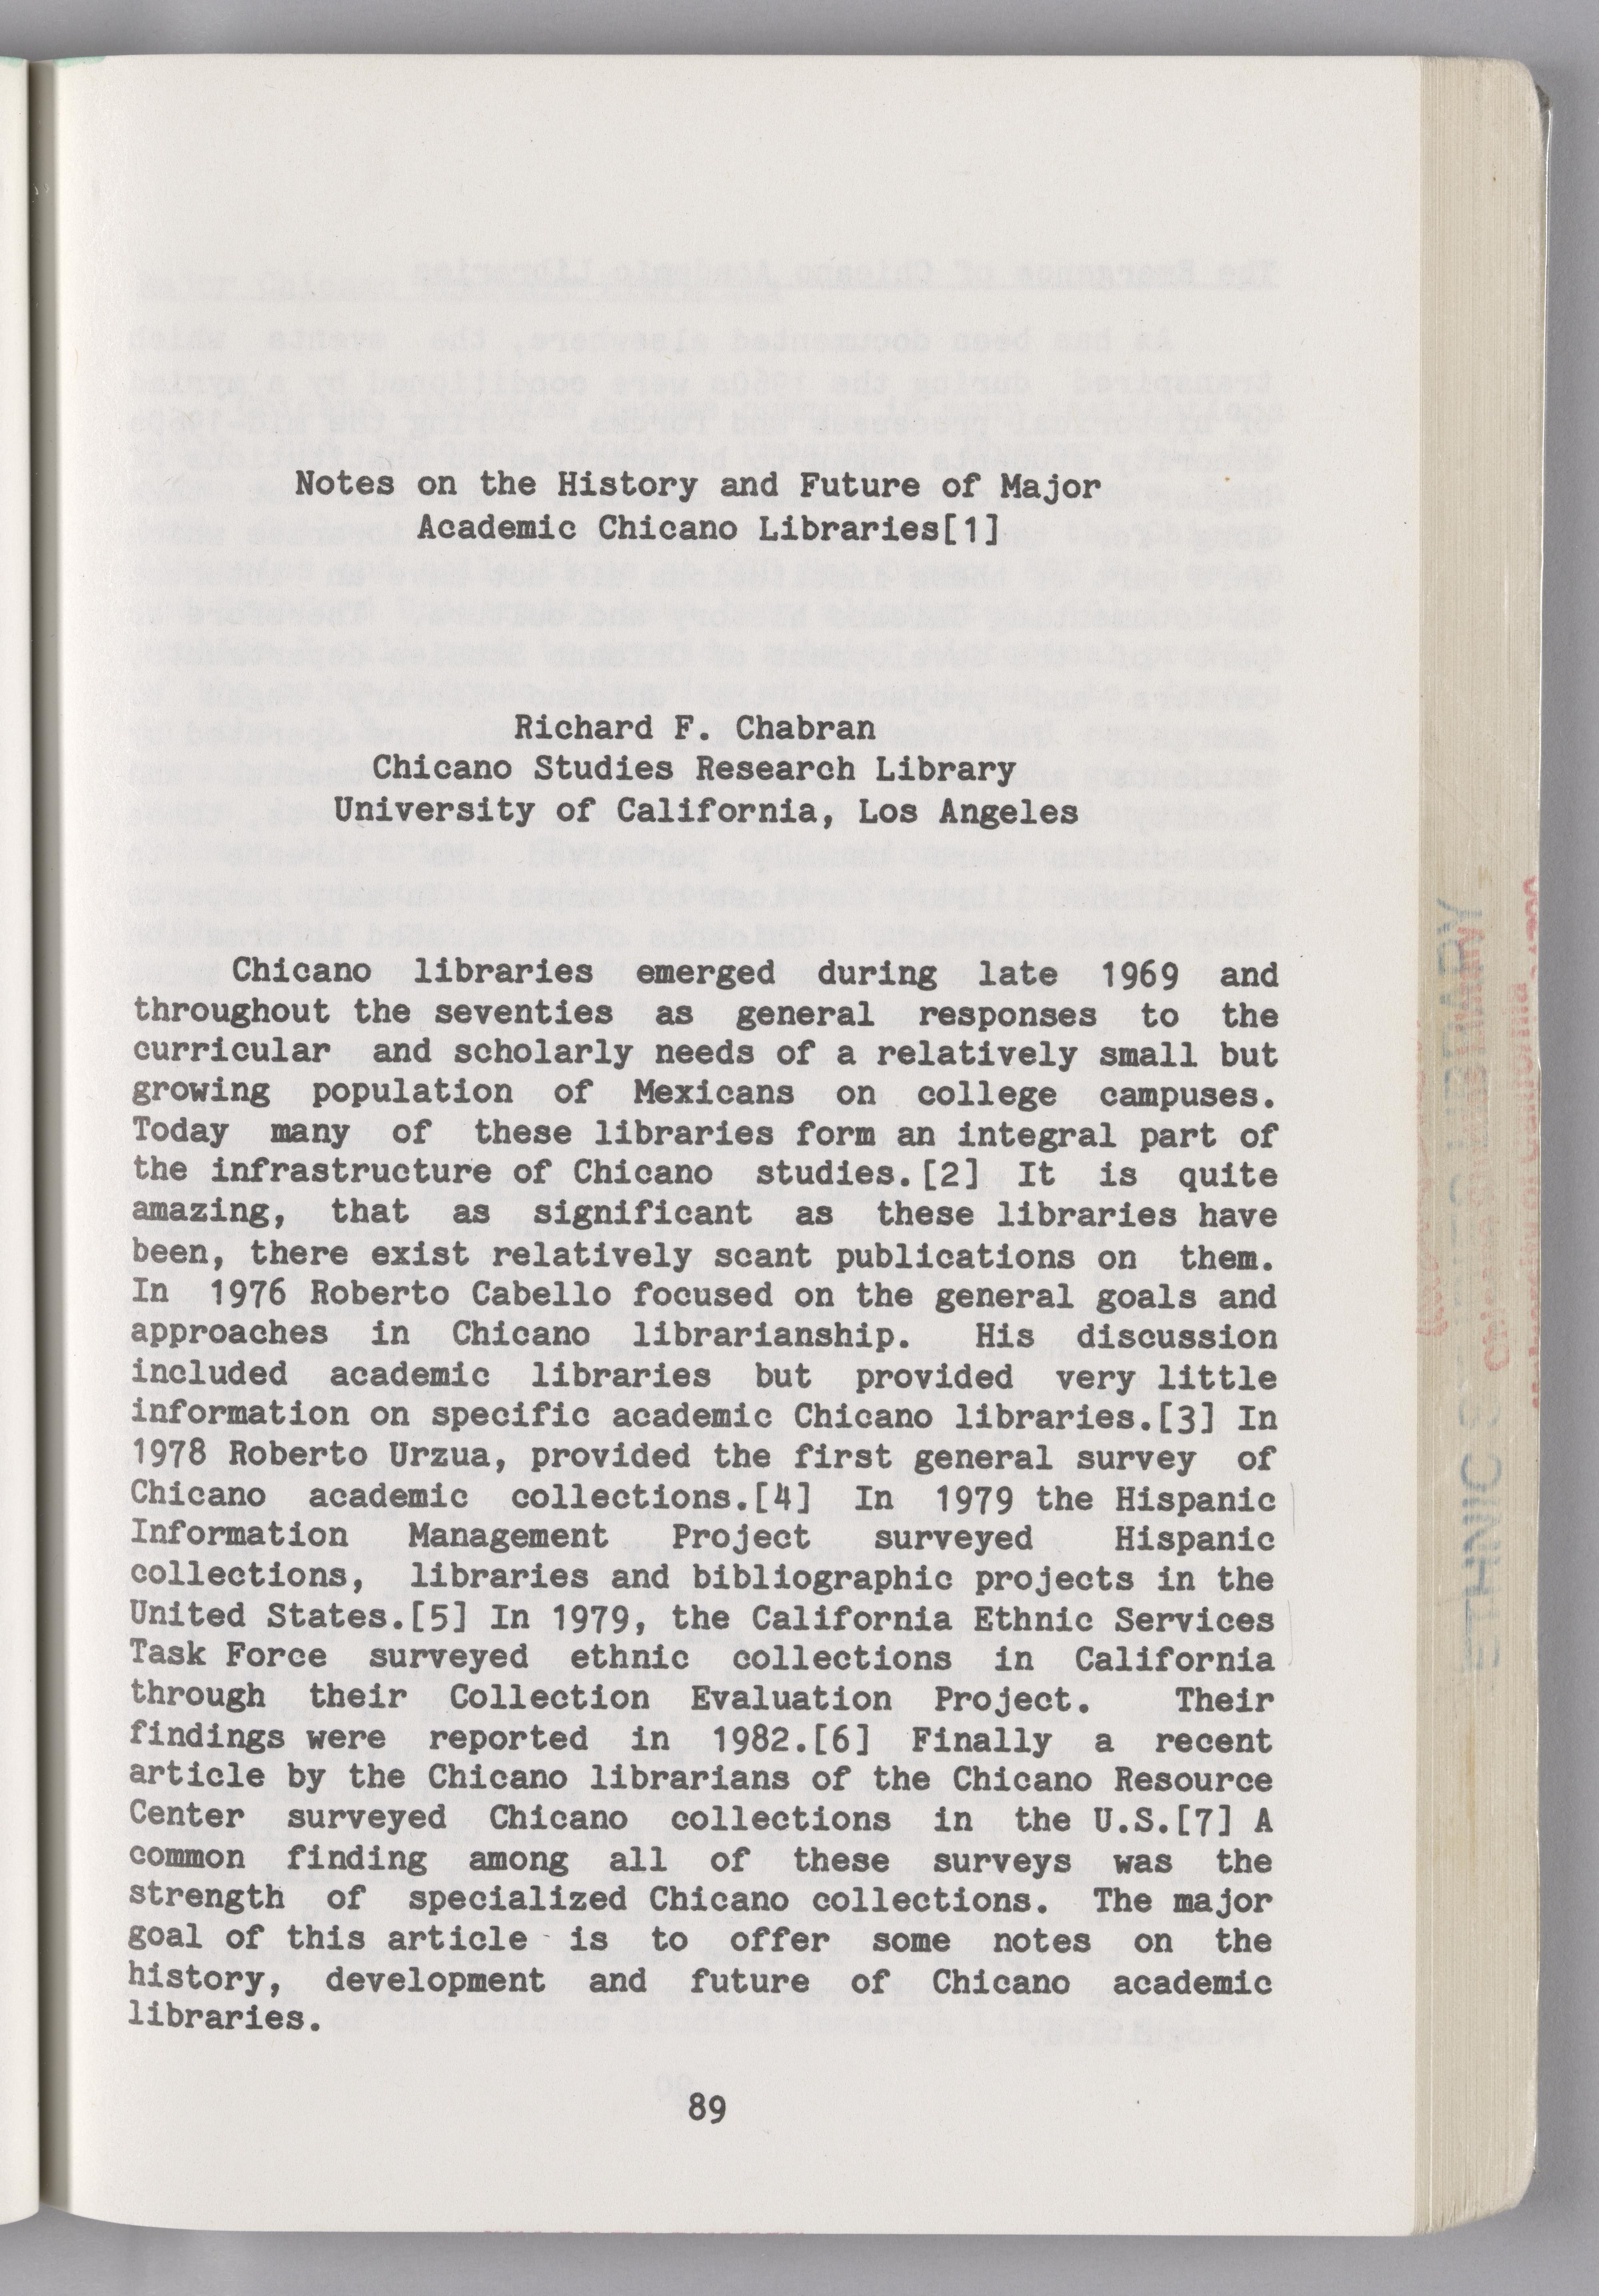 Notes on the History and Future of Major
Academic Chicano Libraries[1]
Richard F. Chabran
Chicano Studies Research Library
University of California, Los Angeles
Chicano libraries emerged during late 1969 and
throughout the seventies as general responses to the
curricular and scholarly needs of a relatively small but
growing population of Mexicans on college campuses.
Today many of these libraries form an integral part of
the infrastructure of Chicano studies.[2] It is quite
amazing, that as significant as these libraries have
been, there exist relatively scant publications on them.
In 1976 Roberto Cabello focused on the general goals and
approaches in Chicano librarianship. His discussion
included academic libraries but provided very little
information on specific academic Chicano libraries.[3] In
1978 Roberto Urzua, provided the first general survey of
Chicano academic collections.[4] In 1979 the Hispanic
Information Management Project surveyed Hispanic
collections, libraries and bibliographic projects in the
United States.[5] In 1979, the California Ethnic Services
Task Force surveyed ethnic collections in California
through their Collection Evaluation Project. Their
findings were reported in 1982.[6] Finally a recent
article by the Chicano librarians of the Chicano Resource
Center surveyed Chicano collections in the U.S.[7] A
common finding among all of these surveys was the
strength of specialized Chicano collections. The major
goal of this article is to offer some notes on the
history, development and future of Chicano academic
libraries.
89
ETHNIC
LIBRARY